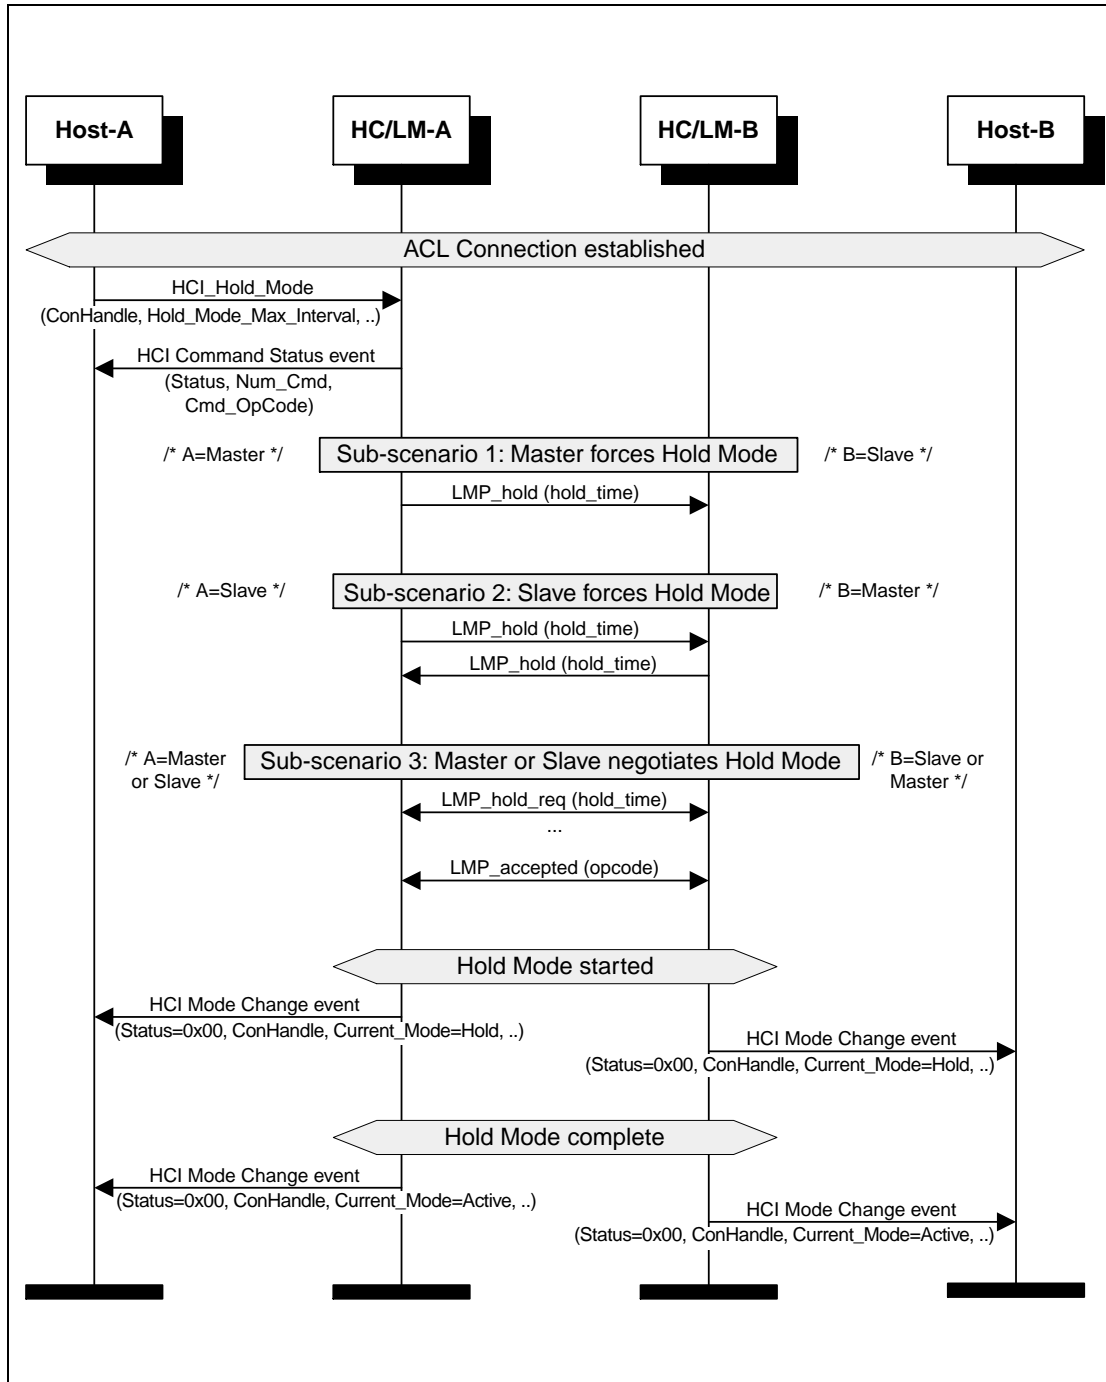 Host-A
HC/LM-A
HC/LM-B
Host-B
ACL Connection established
HCI_Hold_Mode
(ConHandle, Hold_Mode_Max_Interval, ..)
HCI Command Status event
(Status, Num_Cmd,
Cmd_OpCode)
/* A=Master */
Sub-scenario 1: Master forces Hold Mode
/* B=Slave */
LMP_hold (hold_time)
/* A=Slave */
Sub-scenario 2: Slave forces Hold Mode
/* B=Master */
LMP_hold (hold_time)
LMP_hold (hold_time)
/* A=Master
or Slave */
Sub-scenario 3: Master or Slave negotiates Hold Mode
/* B=Slave or
Master */
LMP_hold_req (hold_time)
...
LMP_accepted (opcode)
Hold Mode started
HCI Mode Change event
(Status=0x00, ConHandle, Current_Mode=Hold, ..)
HCI Mode Change event
(Status=0x00, ConHandle, Current_Mode=Hold, ..)
Hold Mode complete
HCI Mode Change event
(Status=0x00, ConHandle, Current_Mode=Active, ..)
HCI Mode Change event
(Status=0x00, ConHandle, Current_Mode=Active, ..)